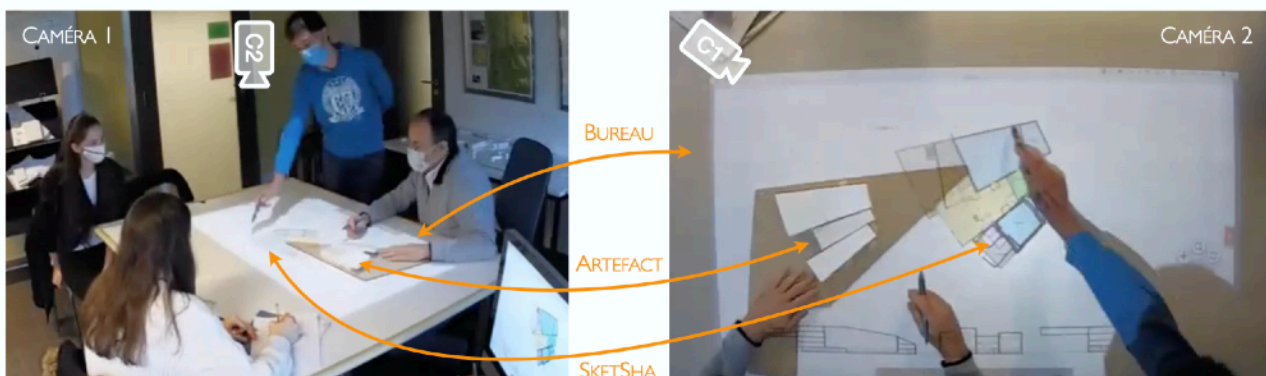 CAMÉRA 1
C2
C1
CAMÉRA 2
BUREAU
ARTEFACT
SKETSHA